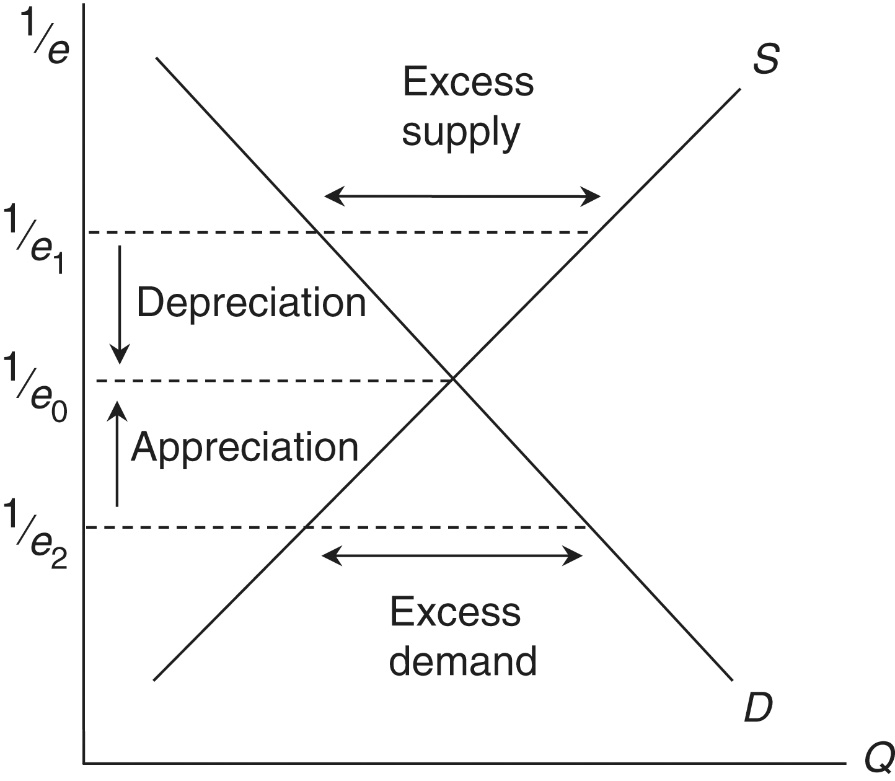 1/e
S
Excess
supply
1/e₁
Depreciation
1/e₀
Appreciation
1/e₂
Excess
demand
D
Q